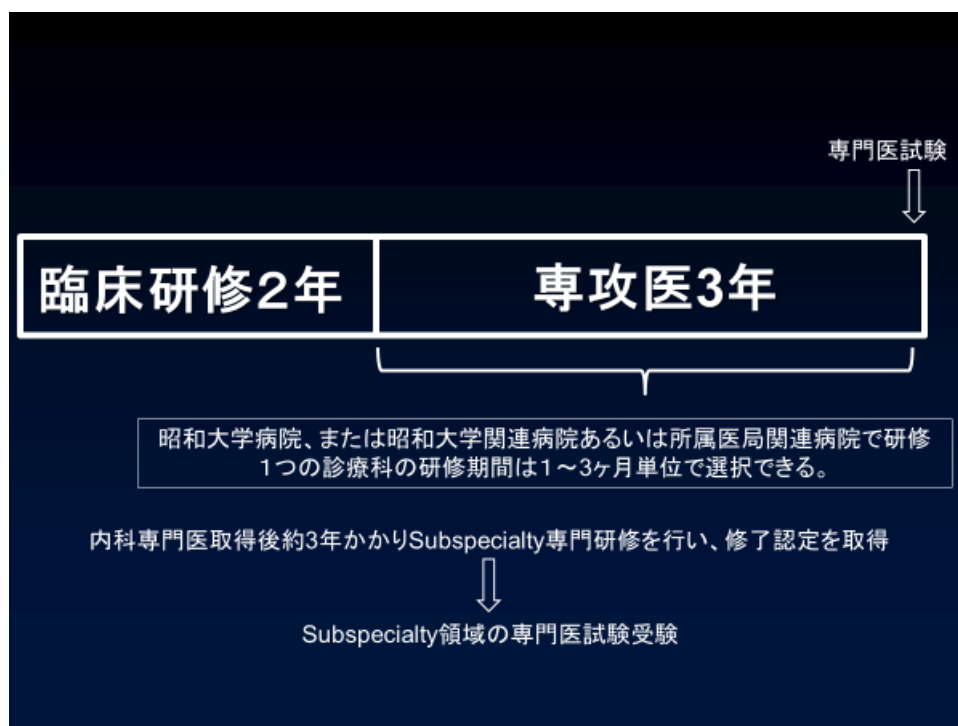 専門医試験
臨床研修２年
専攻医3年
昭和大学病院、または昭和大学関連病院あるいは所属医局関連病院で研修
１つの診療科の研修期間は１～3ヶ月単位で選択できる。
内科専門医取得後約3年かかりSubspecialty専門研修を行い、修了認定を取得
Subspecialty領域の専門医試験受験